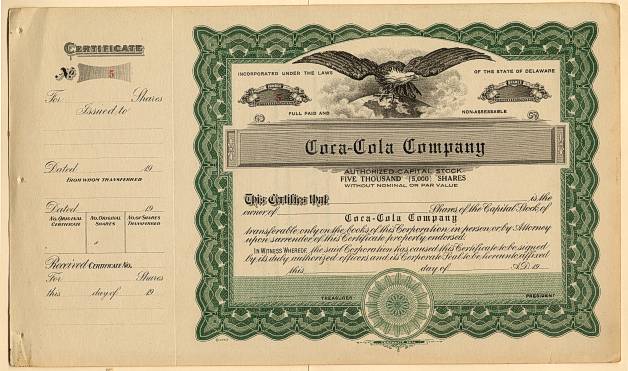 CERTIFICATE
No. 5
For Shares
Issued to
Dated 19
FROM WHOM TRANSFERRED
Dated 19
NO. ORIGINAL CERTIFICATE
NO. ORIGINAL SHARES
NO. OF SHARES TRANSFERRED
Received CERTIFICATE No.
For Shares
this day of 19
INCORPORATED UNDER THE LAWS OF THE STATE OF DELAWARE
FULL PAID AND NON-ASSESSABLE
Coca-Cola Company
AUTHORIZED CAPITAL STOCK
FIVE THOUSAND (5,000) SHARES
WITHOUT NOMINAL OR PAR VALUE
This Certifies that is the
owner of Shares of the Capital Stock of
Coca-Cola Company
transferable only on the books of this Corporation in person or by Attorney
upon surrender of this Certificate properly endorsed.
IN WITNESS WHEREOF, the said Corporation has caused this Certificate to be signed
by its duly authorized officers and its Corporate Seal to be hereunto affixed
this day of A.D. 19
TREASURER PRESIDENT